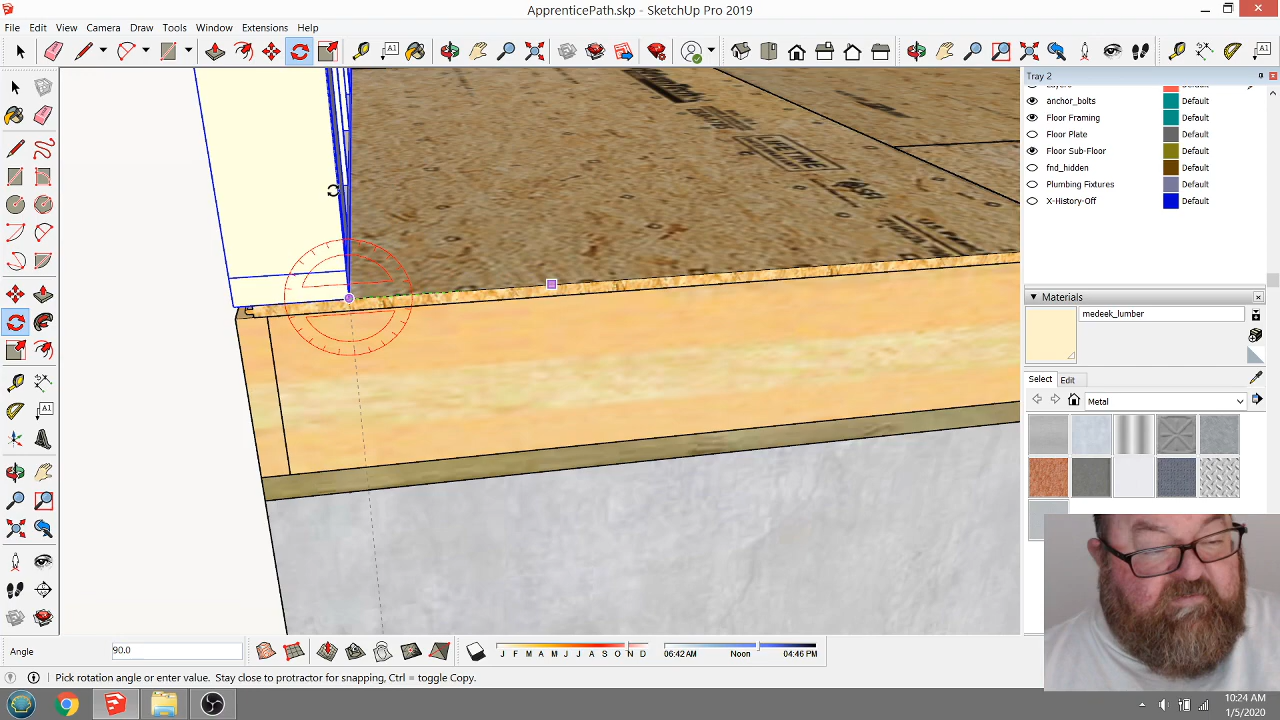 ApprenticePath.skp - SketchUp Pro 2019
File Edit View Camera Draw Tools Window Extensions Help
Tray 2
Layer0 Default
anchor_bolts Default
Floor Framing Default
Floor Plate Default
Floor Sub-Floor Default
fnd_hidden Default
Plumbing Fixtures Default
X-History-Off Default
Materials
medeek_lumber
Select Edit
Metal
Angle 90.0
J F M A M J J A S O N D
06:42 AM Noon 04:46 PM
Pick rotation angle or enter value. Stay close to protractor for snapping, Ctrl = toggle Copy.
10:24 AM
1/5/2020